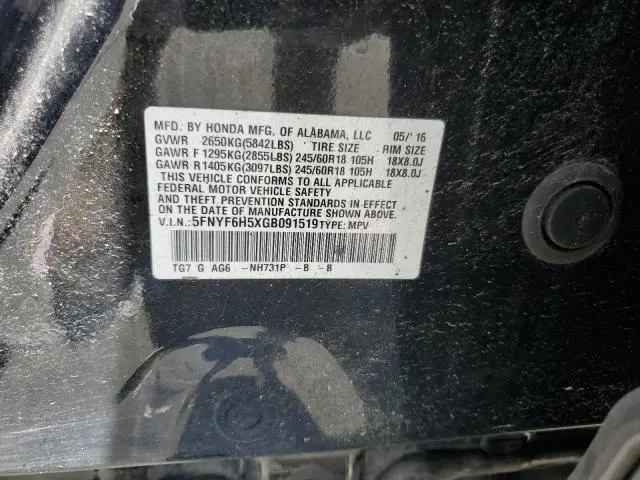 MFD. BY HONDA MFG. OF ALABAMA, LLC 05/'16
GVWR 2650KG(5842LBS) TIRE SIZE RIM SIZE
GAWR F 1295KG(2855LBS) 245/60R18 105H 18X8.0J
GAWR R 1405KG(3097LBS) 245/60R18 105H 18X8.0J
THIS VEHICLE CONFORMS TO ALL APPLICABLE
FEDERAL MOTOR VEHICLE SAFETY
AND THEFT PREVENTION STANDARDS IN EFFECT
ON THE DATE OF MANUFACTURE SHOWN ABOVE.
V.I.N.:5FNYF6H5XGB091519 TYPE: MPV
TG7 G AG6 -NH731P -B -B